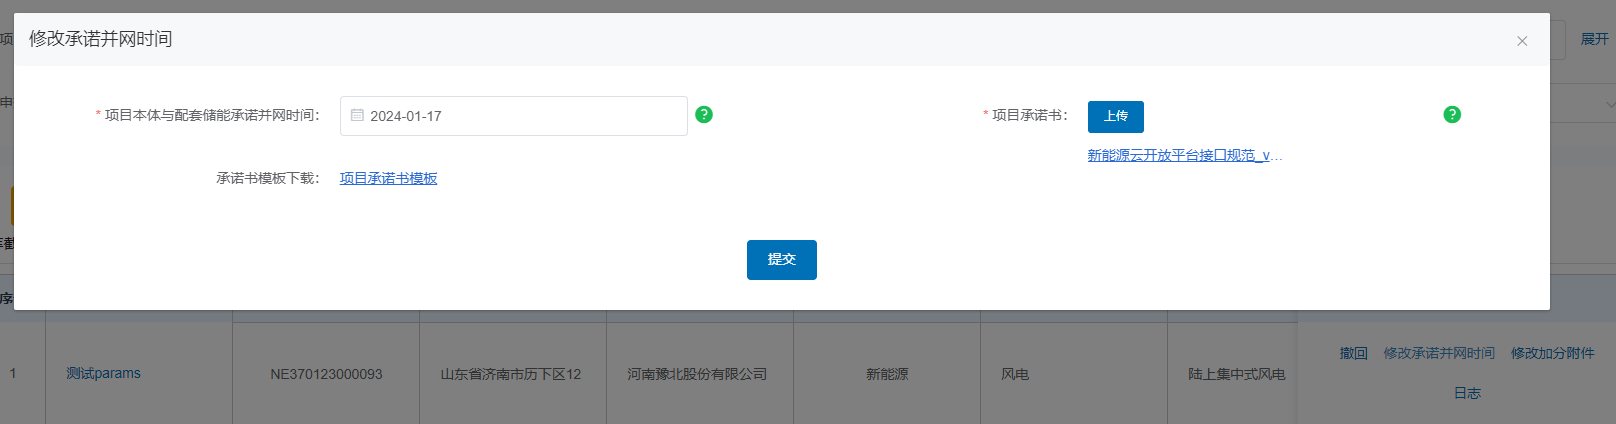 修改承诺并网时间
展开
* 项目本体与配套储能承诺并网时间：
2024-01-17
?
* 项目承诺书：
上传
?
新能源云开放平台接口规范_v...
承诺书模板下载：
项目承诺书模板
提交
序
1
测试params
NE370123000093
山东省济南市历下区12
河南豫北股份有限公司
新能源
风电
陆上集中式风电
撤回
修改承诺并网时间
修改加分附件
日志